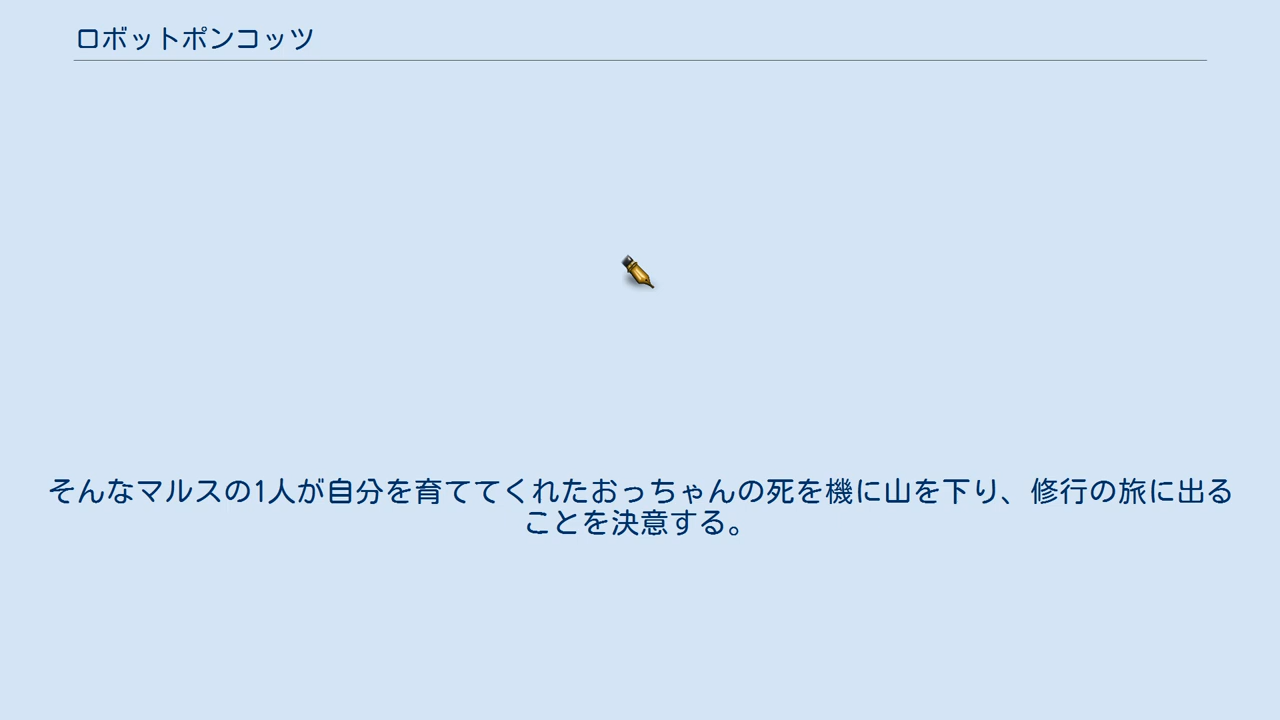 ロボットポンコッツ
そんなマルスの1人が自分を育ててくれたおっちゃんの死を機に山を下り、修行の旅に出る
ことを決意する。